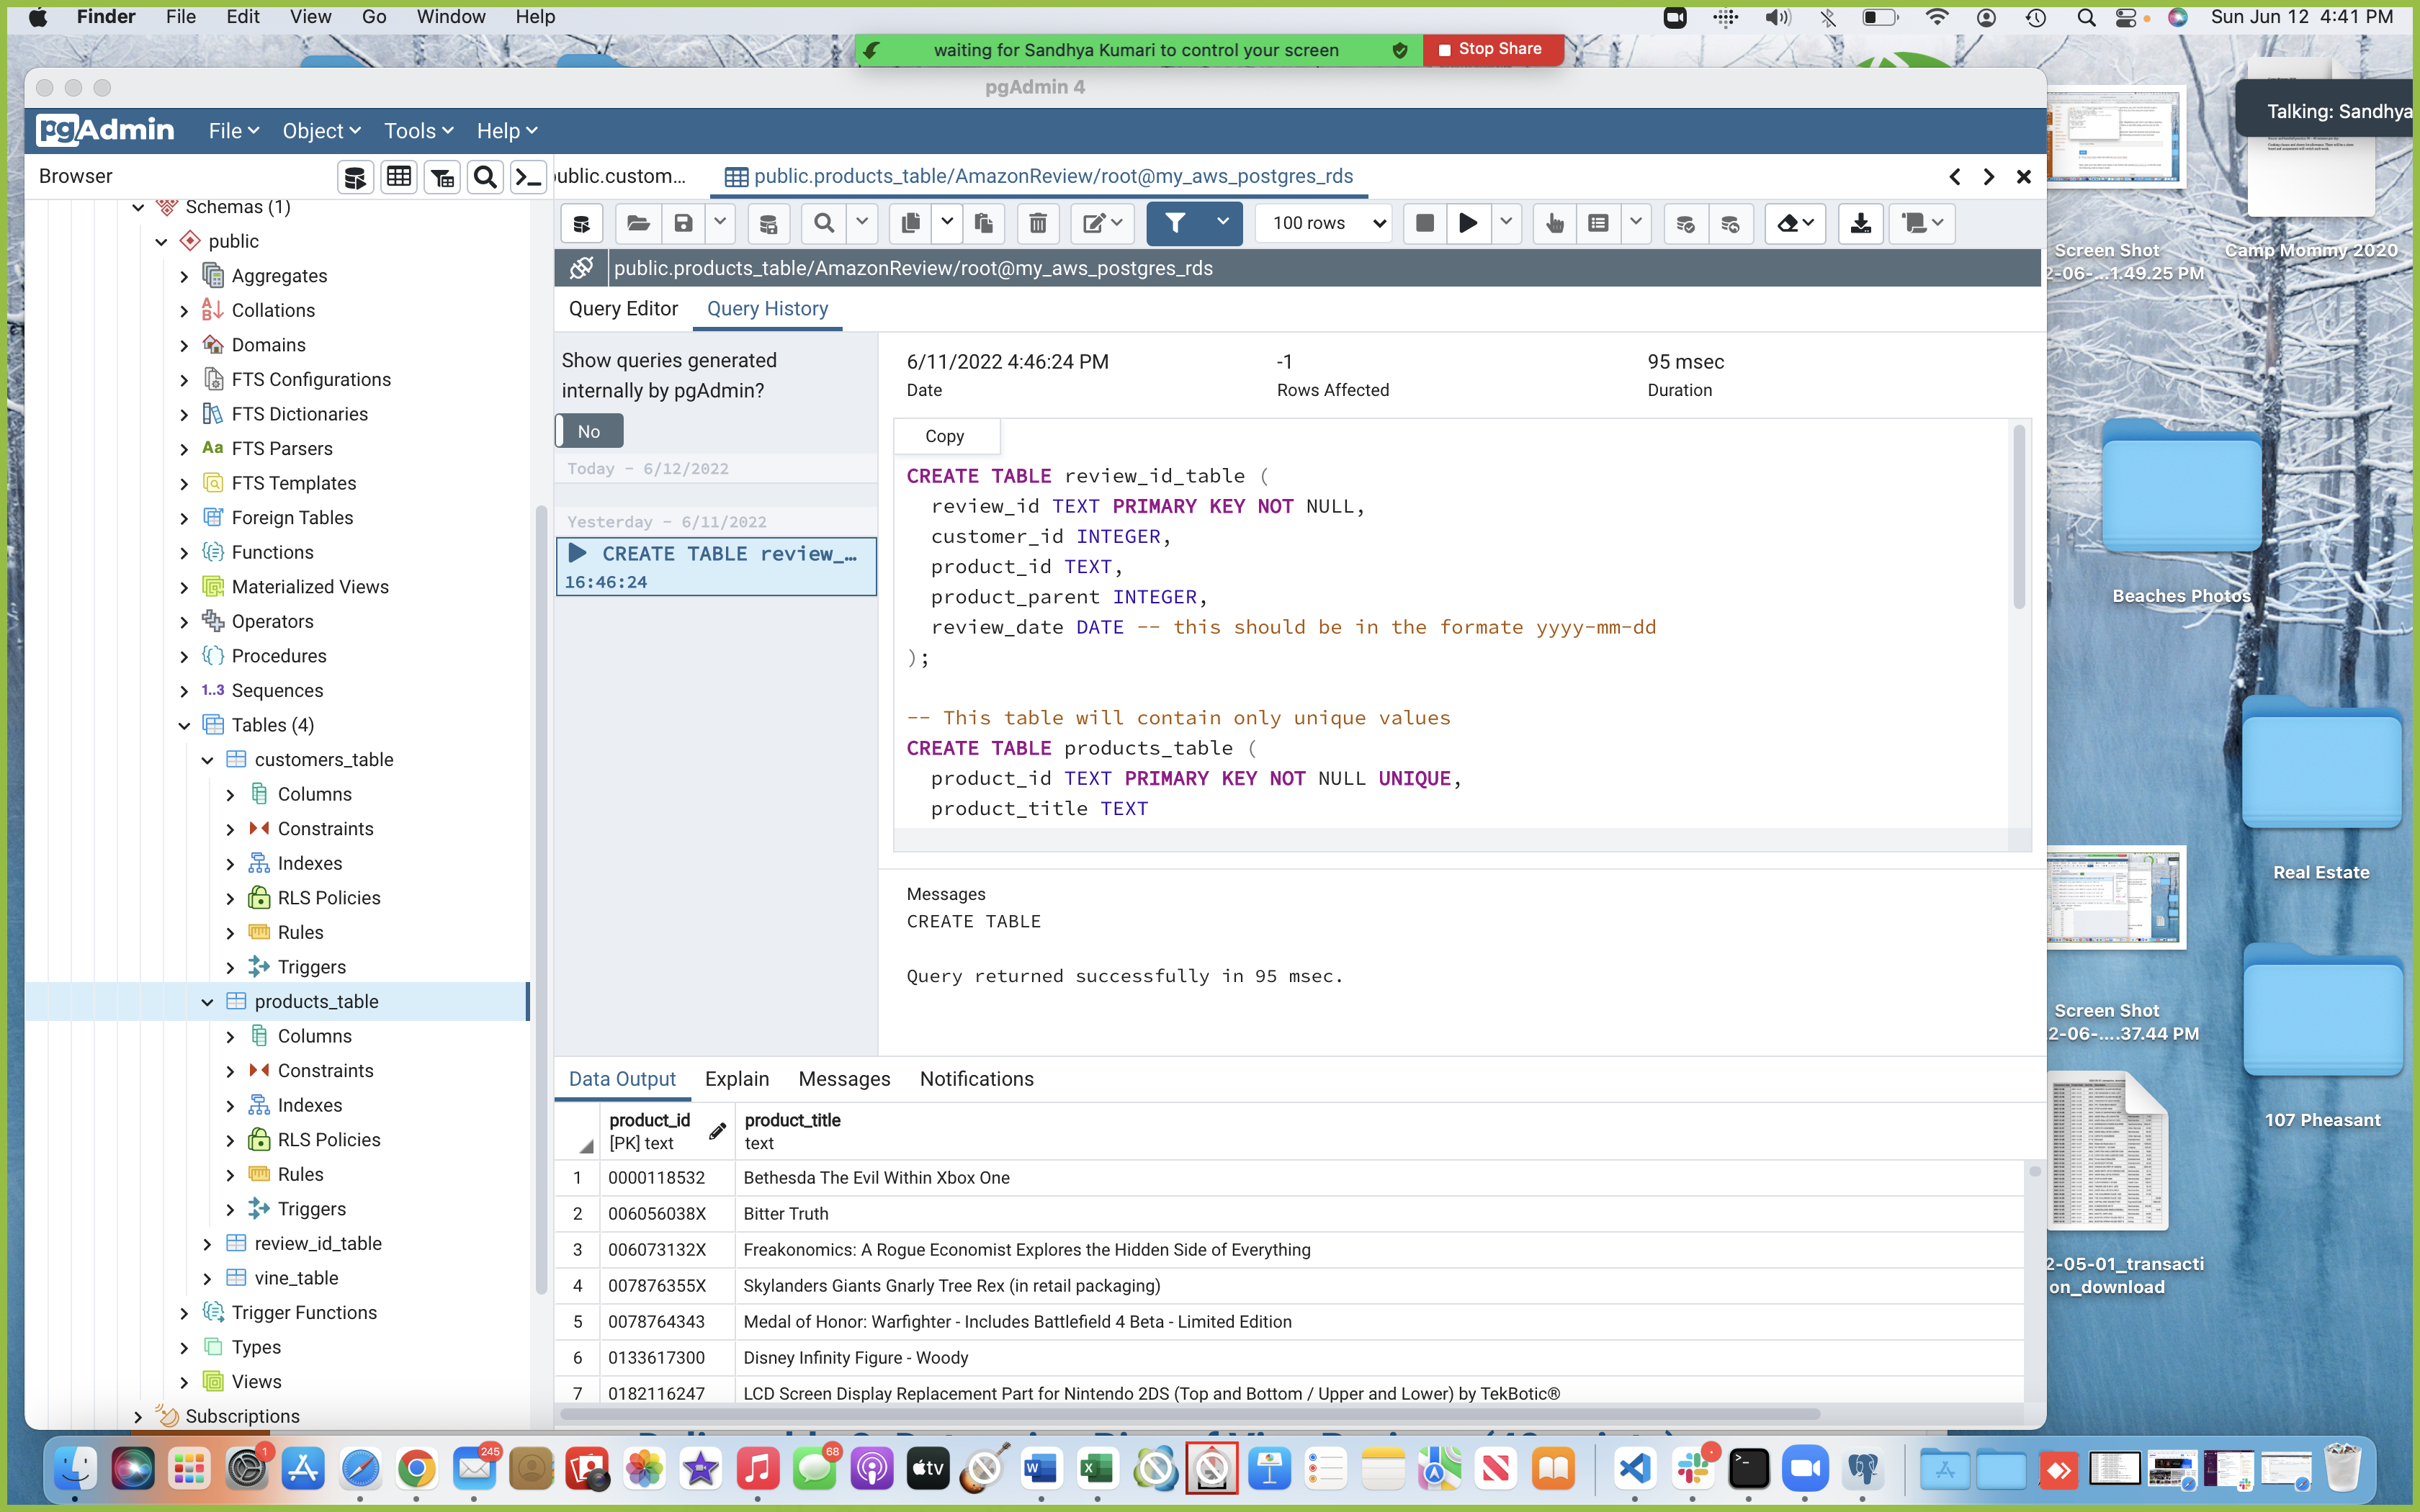 Finder File Edit View Go Window Help
Sun Jun 12 4:41 PM
waiting for Sandhya Kumari to control your screen
Stop Share
pgAdmin 4
Talking: Sandhya
pgAdmin File Object Tools Help
Browser
public.products_table/AmazonReview/root@my_aws_postgres_rds
100 rows
public.products_table/AmazonReview/root@my_aws_postgres_rds
Query Editor Query History
Schemas (1)
public
Aggregates
Collations
Domains
FTS Configurations
FTS Dictionaries
Aa FTS Parsers
FTS Templates
Foreign Tables
Functions
Materialized Views
Operators
Procedures
1..3 Sequences
Tables (4)
customers_table
Columns
Constraints
Indexes
RLS Policies
Rules
Triggers
products_table
Columns
Constraints
Indexes
RLS Policies
Rules
Triggers
review_id_table
vine_table
Trigger Functions
Types
Views
Subscriptions
Show queries generated
internally by pgAdmin?
No
Today - 6/12/2022
Yesterday - 6/11/2022
CREATE TABLE review_…
16:46:24
6/11/2022 4:46:24 PM -1 95 msec
Date Rows Affected Duration
Copy
CREATE TABLE review_id_table (
review_id TEXT PRIMARY KEY NOT NULL,
customer_id INTEGER,
product_id TEXT,
product_parent INTEGER,
review_date DATE -- this should be in the formate yyyy-mm-dd
);
-- This table will contain only unique values
CREATE TABLE products_table (
product_id TEXT PRIMARY KEY NOT NULL UNIQUE,
product_title TEXT
Messages
CREATE TABLE
Query returned successfully in 95 msec.
Data Output Explain Messages Notifications
product_id product_title
[PK] text text
1 0000118532 Bethesda The Evil Within Xbox One
2 006056038X Bitter Truth
3 006073132X Freakonomics: A Rogue Economist Explores the Hidden Side of Everything
4 007876355X Skylanders Giants Gnarly Tree Rex (in retail packaging)
5 0078764343 Medal of Honor: Warfighter - Includes Battlefield 4 Beta - Limited Edition
6 0133617300 Disney Infinity Figure - Woody
7 0182116247 LCD Screen Display Replacement Part for Nintendo 2DS (Top and Bottom / Upper and Lower) by TekBotic®
Screen Shot
2-06-...1.49.25 PM
Camp Mommy 2020
Beaches Photos
Real Estate
Screen Shot
2-06-....37.44 PM
107 Pheasant
2-05-01_transacti
on_download
1
245
68
tv